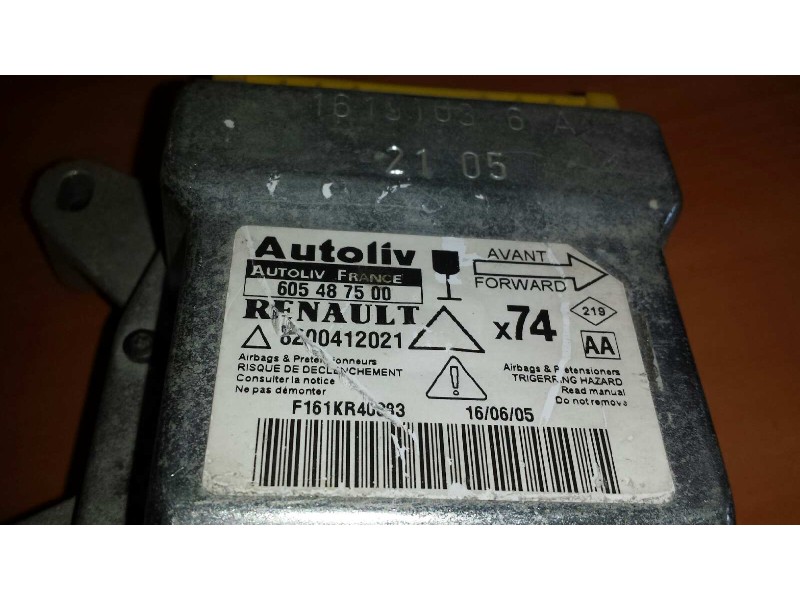 21 05
Autoliv
AUTOLIV FRANCE
605 48 75 00
RENAULT
8200412021
AVANT
FORWARD
x74
219
AA
Airbags & Pretensionneurs
RISQUE DE DECLENCHEMENT
Consulter la notice
Ne pas démonter
Airbags & Pretensioners
TRIGERRING HAZARD
Read manual
Do not remove
16/06/05